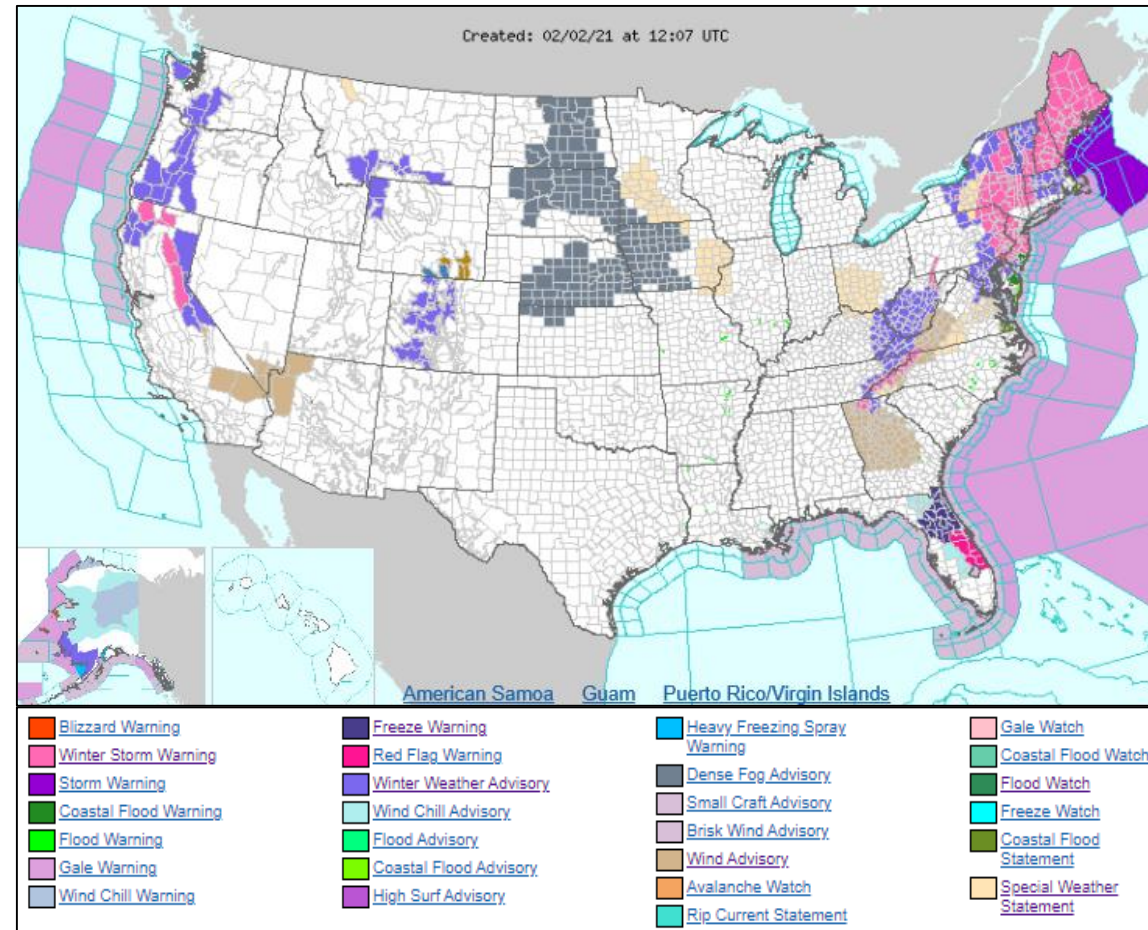 Created: 02/02/21 at 12:07 UTC
American Samoa Guam Puerto Rico/Virgin Islands
Blizzard Warning
Winter Storm Warning
Storm Warning
Coastal Flood Warning
Flood Warning
Gale Warning
Wind Chill Warning
Freeze Warning
Red Flag Warning
Winter Weather Advisory
Wind Chill Advisory
Flood Advisory
Coastal Flood Advisory
High Surf Advisory
Heavy Freezing Spray
Warning
Dense Fog Advisory
Small Craft Advisory
Brisk Wind Advisory
Wind Advisory
Avalanche Watch
Rip Current Statement
Gale Watch
Coastal Flood Watch
Flood Watch
Freeze Watch
Coastal Flood
Statement
Special Weather
Statement